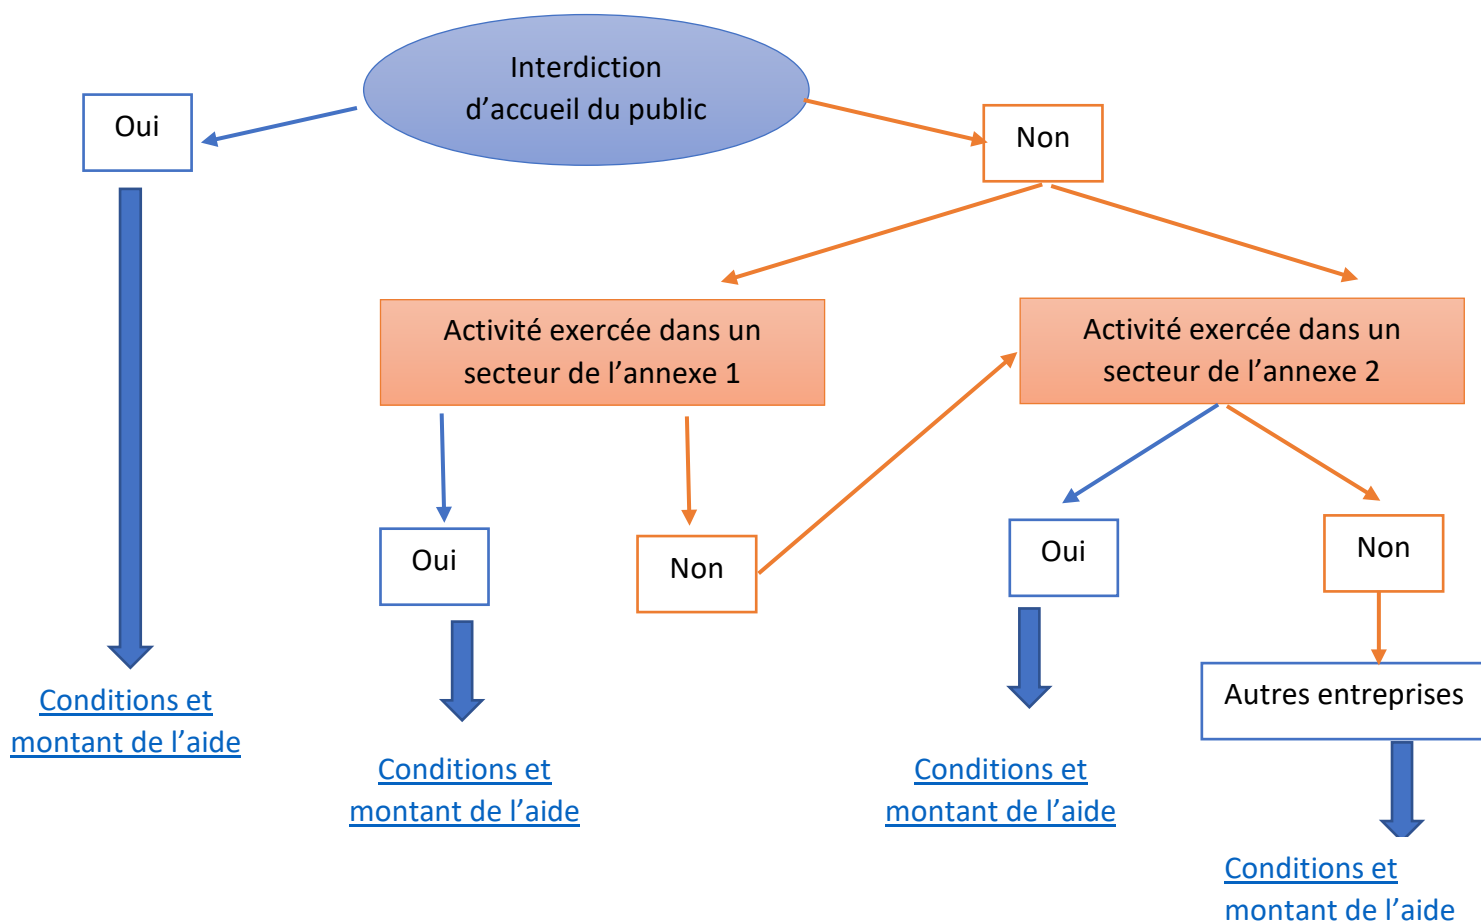 Interdiction
d’accueil du public
Oui
Non
Activité exercée dans un
secteur de l’annexe 1
Activité exercée dans un
secteur de l’annexe 2
Oui
Non
Oui
Non
Autres entreprises
Conditions et
montant de l’aide
Conditions et
montant de l’aide
Conditions et
montant de l’aide
Conditions et
montant de l’aide